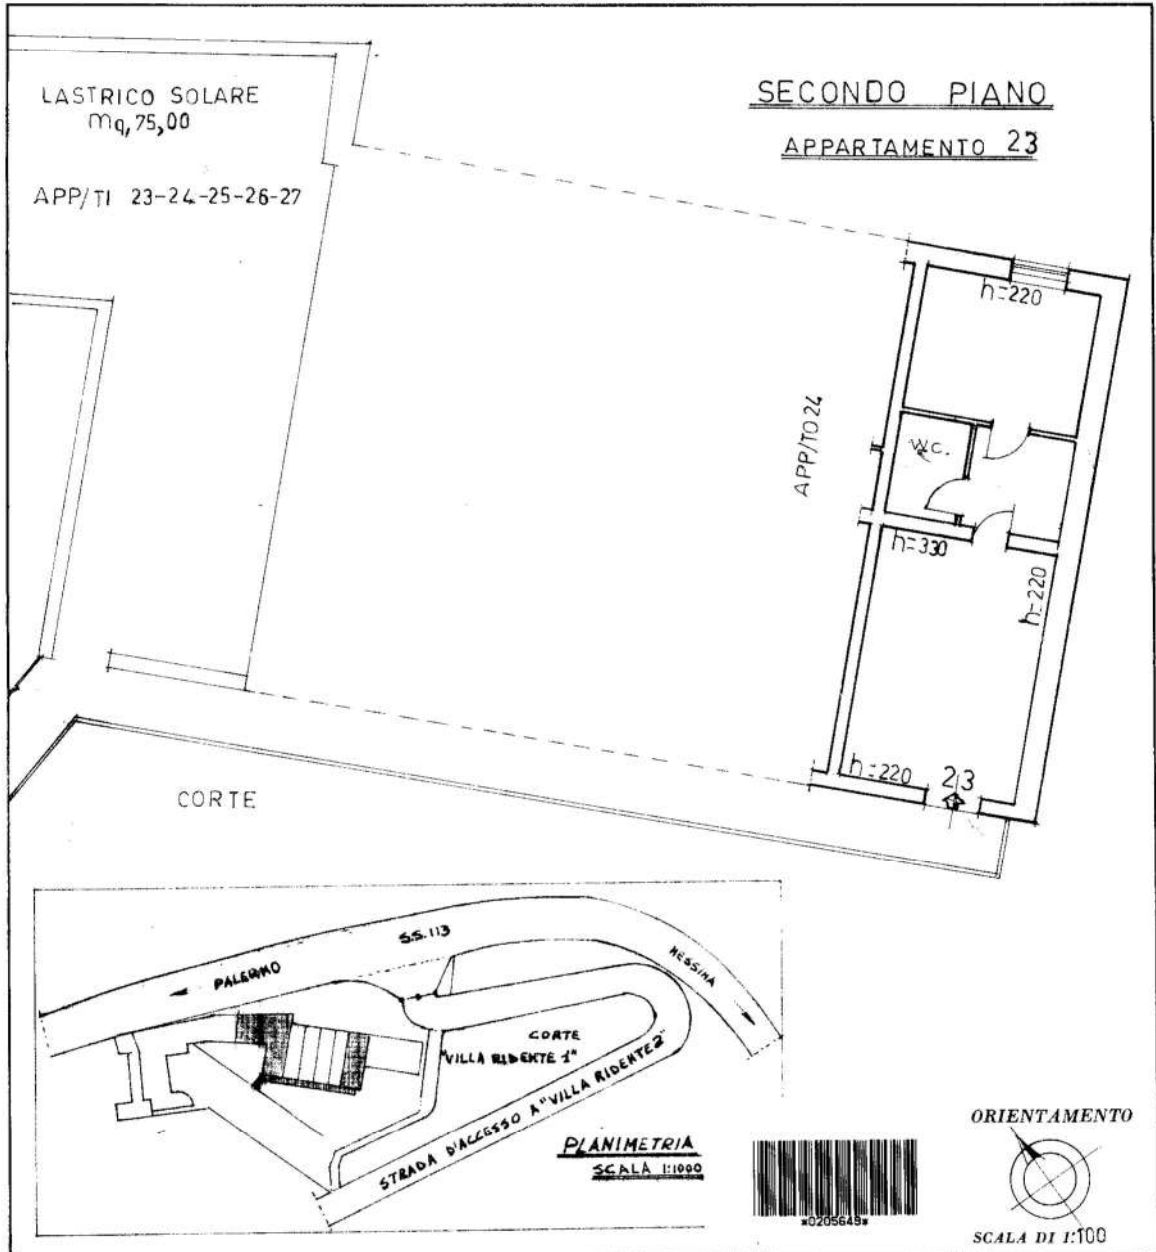 LASTRICO SOLARE
mq, 75,00
APP/TI 23-24-25-26-27
SECONDO PIANO
APPARTAMENTO 23
h=220
APP/TO 24
W.C.
h=330
h=220
h=220
23
CORTE
S.S. 113
PALERMO
MESSINA
CORTE
"VILLA RIDENTE 1"
STRADA D'ACCESSO A "VILLA RIDENTE 2"
PLANIMETRIA
SCALA 1:1000
*0205649*
ORIENTAMENTO
SCALA DI 1:100